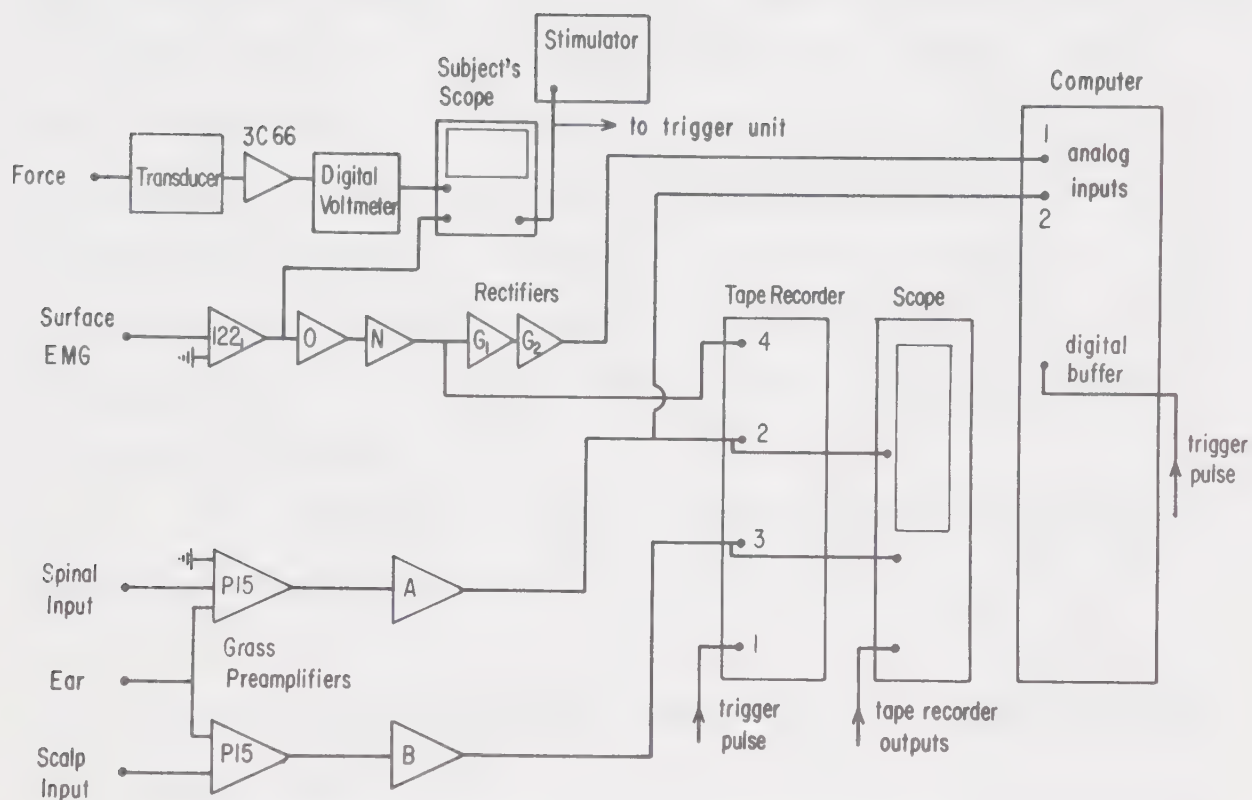 Stimulator
Subject's
Scope
Computer
3C66
to trigger unit
1
analog
Force
Transducer
Digital
Voltmeter
inputs
2
Rectifiers
Tape Recorder
Scope
Surface
EMG
122₁
O
N
G₁
G₂
4
digital
buffer
2
trigger
pulse
3
Spinal
Input
P15
A
Grass
Preamplifiers
Ear
1
trigger
pulse
tape recorder
outputs
Scalp
Input
P15
B